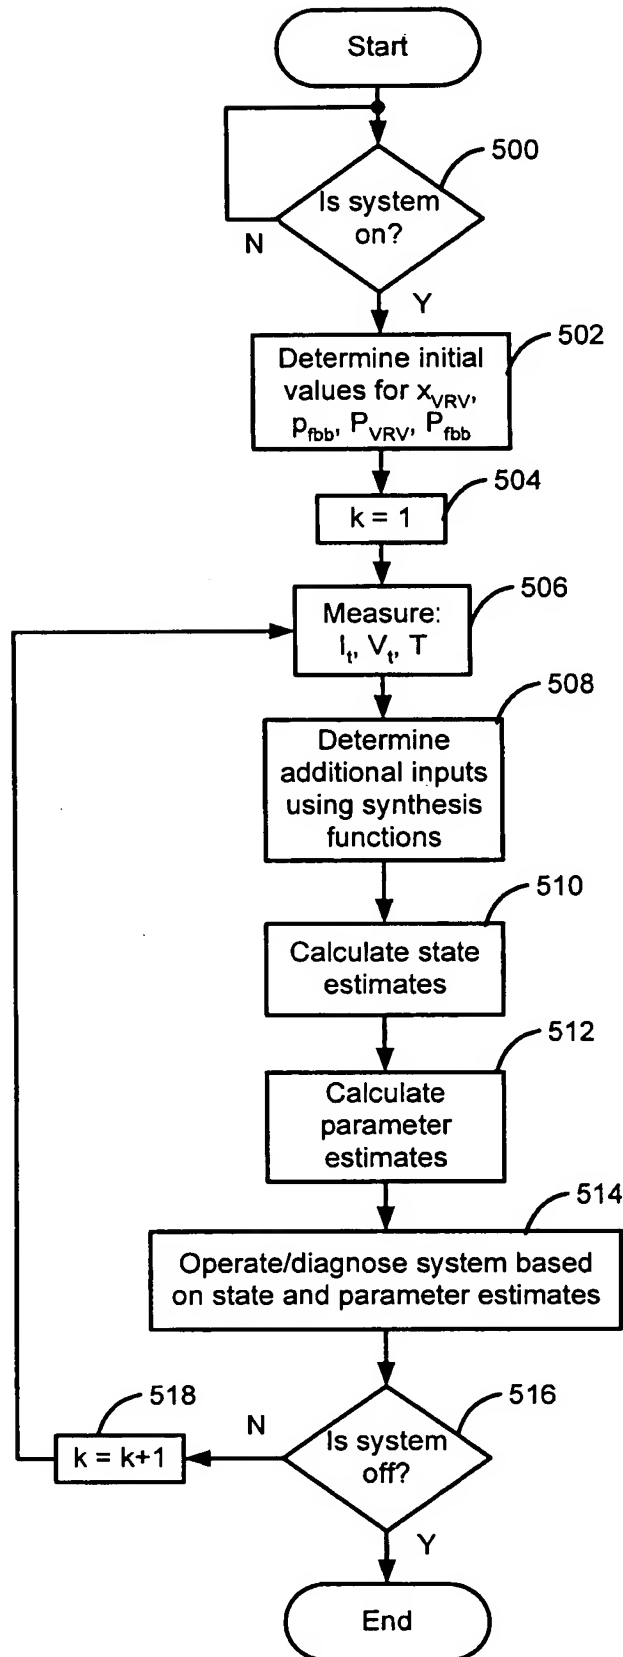 Start
500
Is system
on?
N
Y
502
Determine initial
values for x_VRV,
p_fbb, P_VRV, P_fbb
504
k = 1
506
Measure:
I_t, V_t, T
508
Determine
additional inputs
using synthesis
functions
510
Calculate state
estimates
512
Calculate
parameter
estimates
514
Operate/diagnose system based
on state and parameter estimates
516
Is system
off?
N
518
k = k+1
Y
End